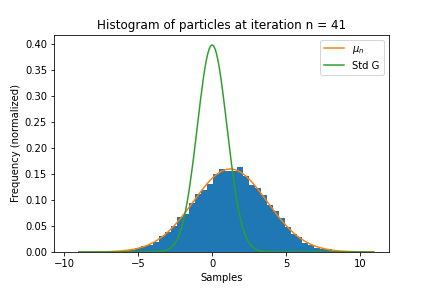 Histogram of particles at iteration n = 41
Frequency (normalized)
0.40
0.35
0.30
0.25
0.20
0.15
0.10
0.05
0.00
μn
Std G
−10
−5
0
5
10
Samples